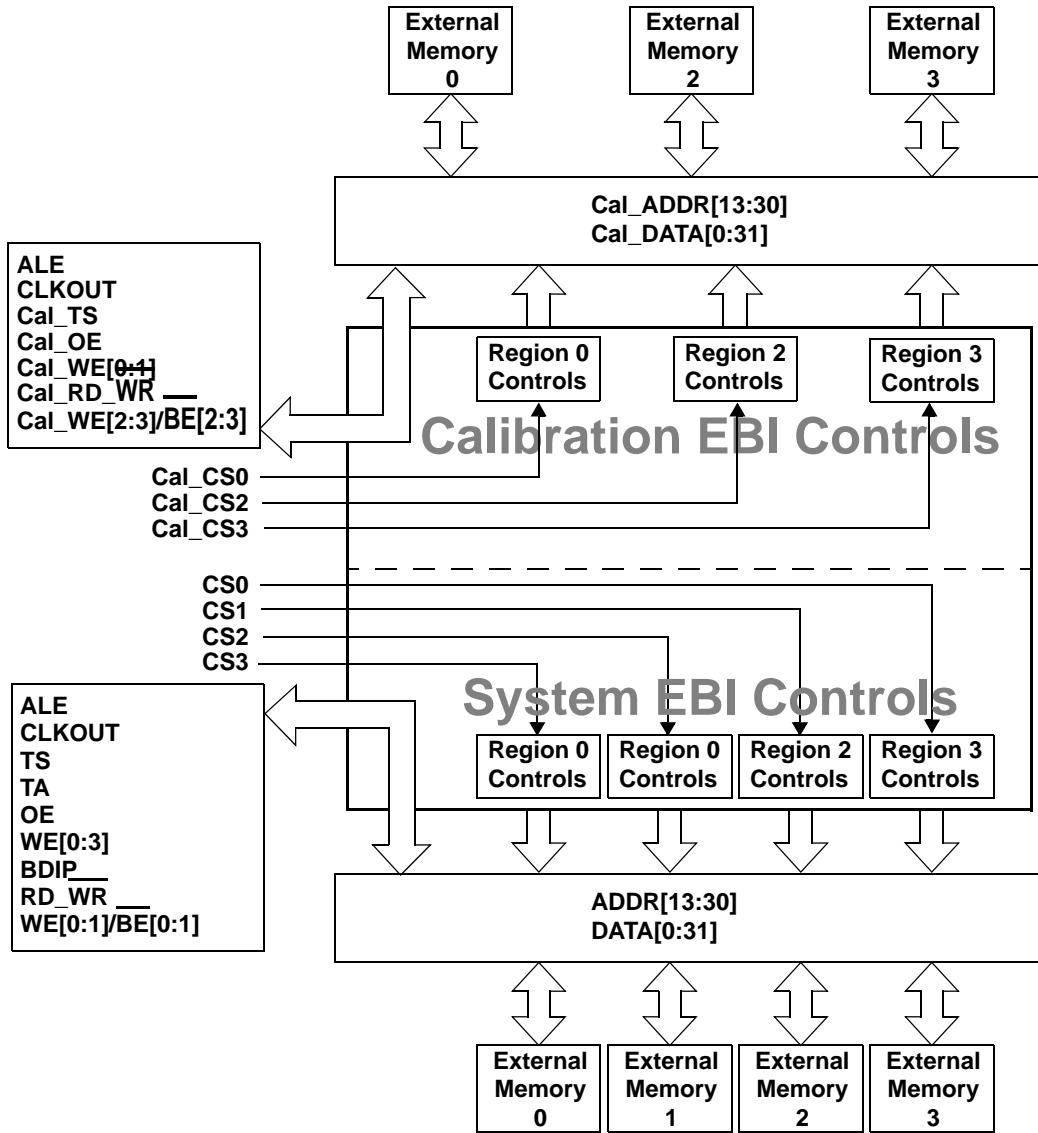 External
Memory
0
External
Memory
2
External
Memory
3
Cal_ADDR[13:30]
Cal_DATA[0:31]
ALE
CLKOUT
Cal_TS
Cal_OE
Cal_WE[0:1]
Cal_RD_WR
Cal_WE[2:3]/BE[2:3]
Region 0
Controls
Region 2
Controls
Region 3
Controls
Calibration EBI Controls
Cal_CS0
Cal_CS2
Cal_CS3
CS0
CS1
CS2
CS3
System EBI Controls
ALE
CLKOUT
TS
TA
OE
WE[0:3]
BDIP
RD_WR
WE[0:1]/BE[0:1]
Region 0
Controls
Region 0
Controls
Region 2
Controls
Region 3
Controls
ADDR[13:30]
DATA[0:31]
External
Memory
0
External
Memory
1
External
Memory
2
External
Memory
3